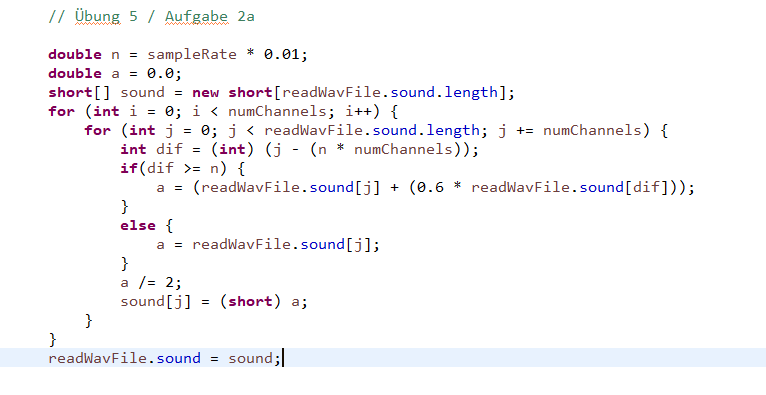 // Übung 5 / Aufgabe 2a
double n = sampleRate * 0.01;
double a = 0.0;
short[] sound = new short[readWavFile.sound.length];
for (int i = 0; i < numChannels; i++) {
for (int j = 0; j < readWavFile.sound.length; j += numChannels) {
int dif = (int) (j - (n * numChannels));
if(dif >= n) {
a = (readWavFile.sound[j] + (0.6 * readWavFile.sound[dif]));
}
else {
a = readWavFile.sound[j];
}
a /= 2;
sound[j] = (short) a;
}
}
readWavFile.sound = sound;